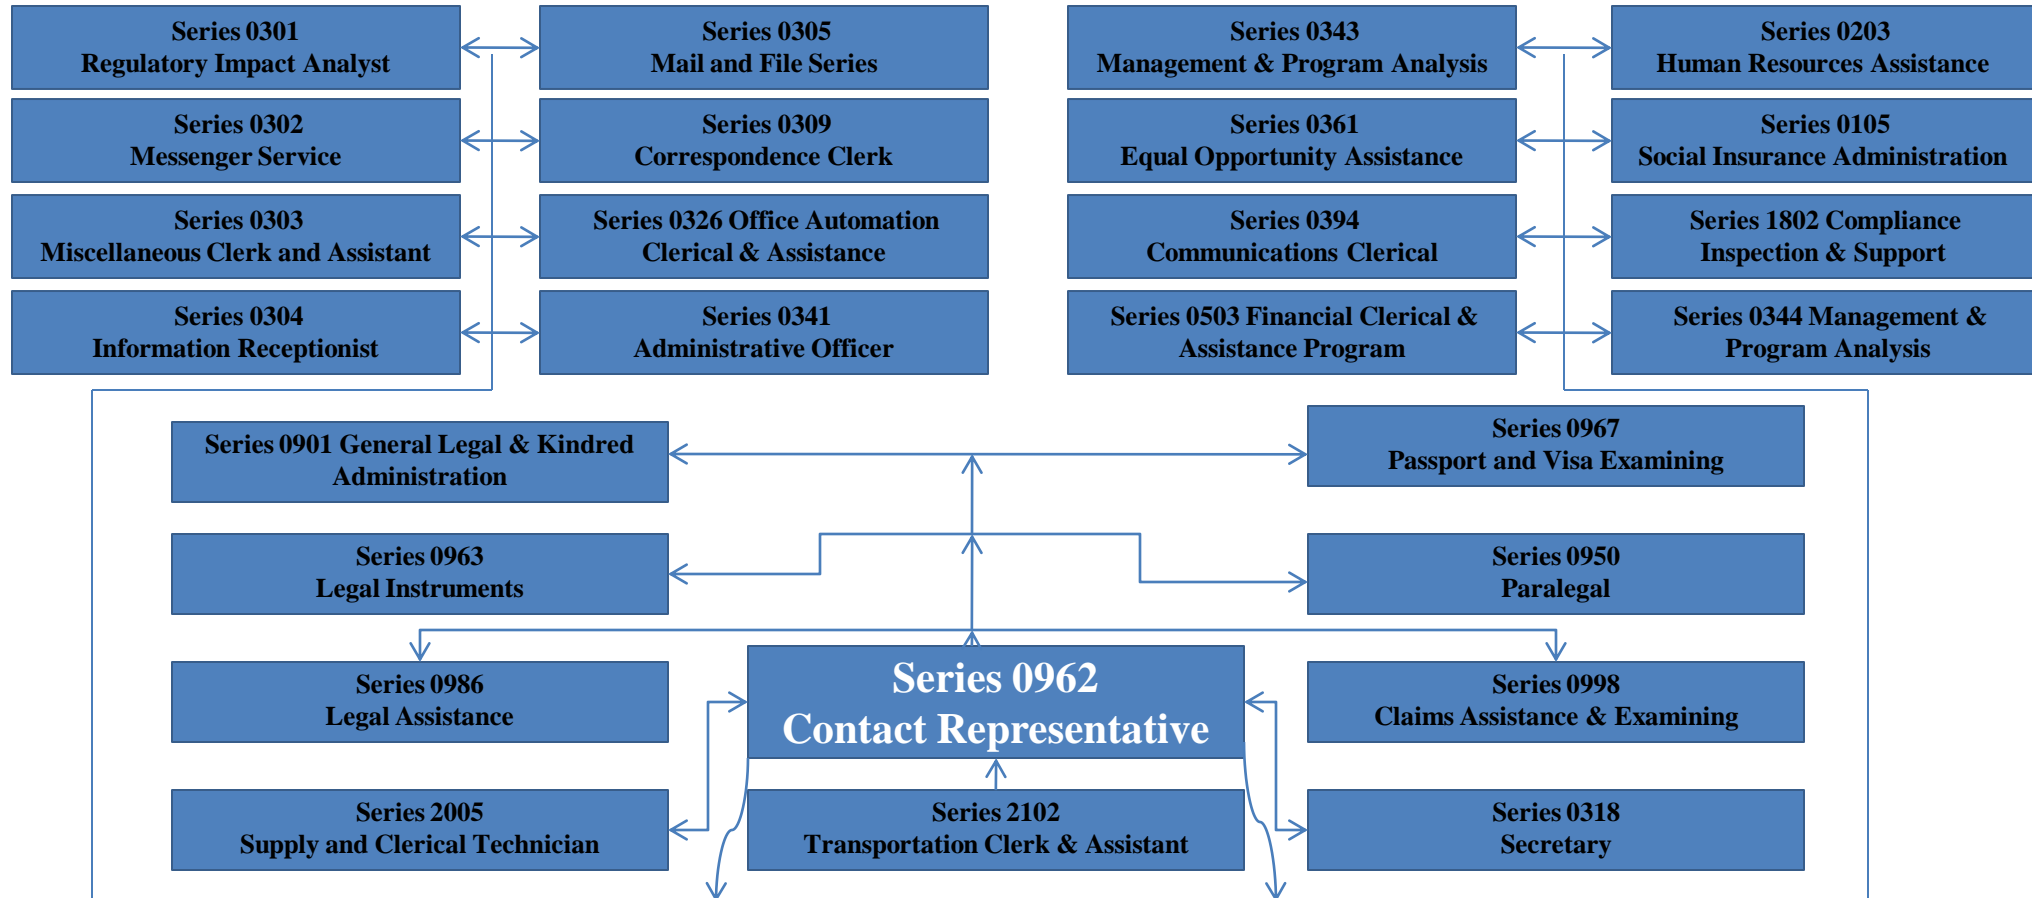 Series 0301
Regulatory Impact Analyst
Series 0305
Mail and File Series
Series 0343
Management & Program Analysis
Series 0203
Human Resources Assistance
Series 0302
Messenger Service
Series 0309
Correspondence Clerk
Series 0361
Equal Opportunity Assistance
Series 0105
Social Insurance Administration
Series 0303
Miscellaneous Clerk and Assistant
Series 0326 Office Automation
Clerical & Assistance
Series 0394
Communications Clerical
Series 1802 Compliance
Inspection & Support
Series 0304
Information Receptionist
Series 0341
Administrative Officer
Series 0503 Financial Clerical &
Assistance Program
Series 0344 Management &
Program Analysis
Series 0901 General Legal & Kindred
Administration
Series 0967
Passport and Visa Examining
Series 0963
Legal Instruments
Series 0950
Paralegal
Series 0986
Legal Assistance
Series 0962
Contact Representative
Series 0998
Claims Assistance & Examining
Series 2005
Supply and Clerical Technician
Series 2102
Transportation Clerk & Assistant
Series 0318
Secretary